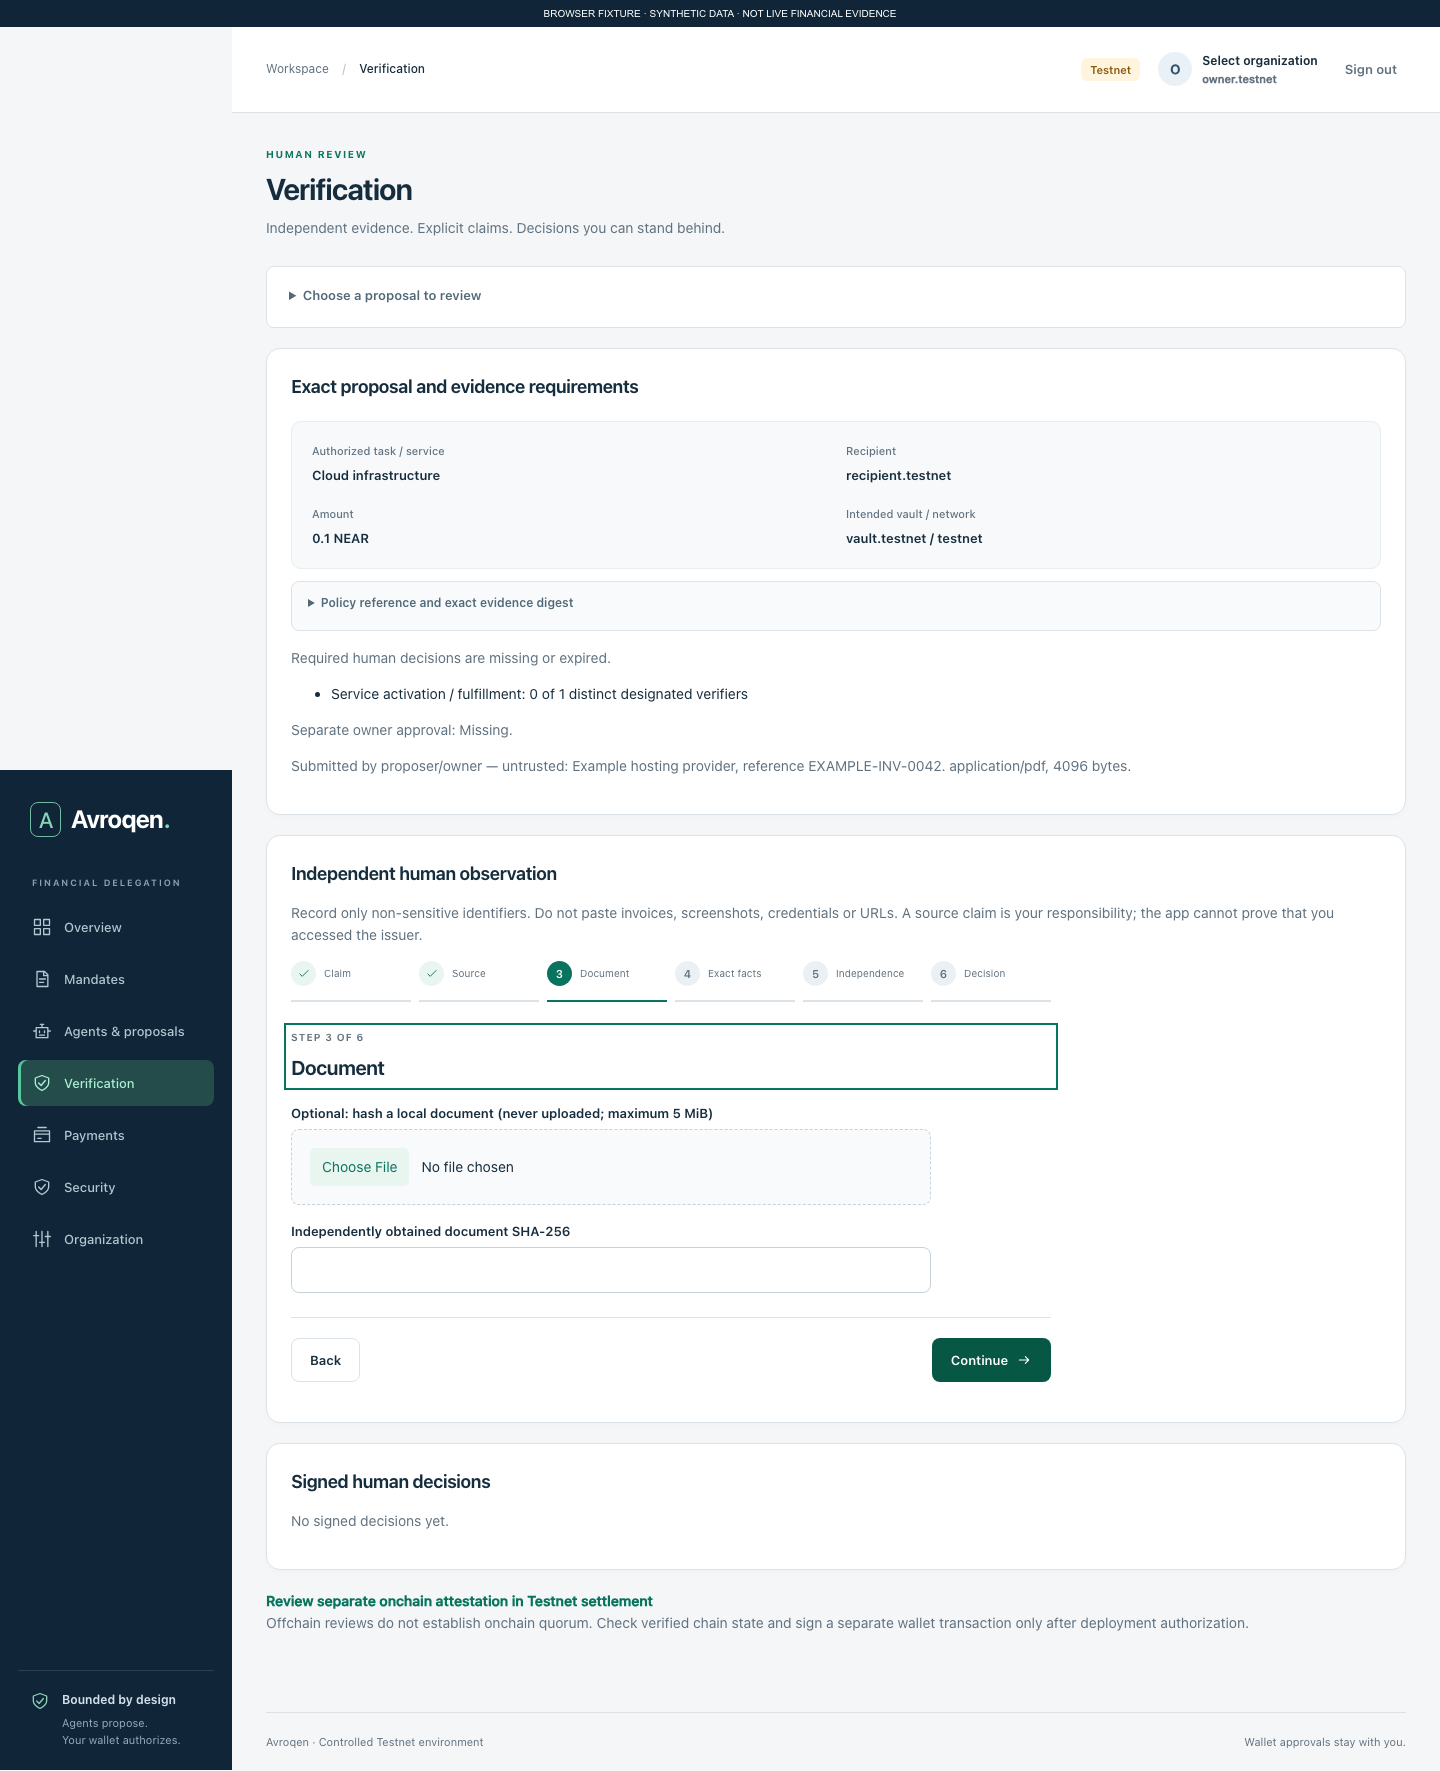 BROWSER FIXTURE · SYNTHETIC DATA · NOT LIVE FINANCIAL EVIDENCE
Workspace / Verification
Testnet
O
Select organization
owner.testnet
Sign out
HUMAN REVIEW
Verification
Independent evidence. Explicit claims. Decisions you can stand behind.
Choose a proposal to review
Exact proposal and evidence requirements
Authorized task / service
Cloud infrastructure
Recipient
recipient.testnet
Amount
0.1 NEAR
Intended vault / network
vault.testnet / testnet
Policy reference and exact evidence digest
Required human decisions are missing or expired.
• Service activation / fulfillment: 0 of 1 distinct designated verifiers
Separate owner approval: Missing.
Submitted by proposer/owner — untrusted: Example hosting provider, reference EXAMPLE-INV-0042. application/pdf, 4096 bytes.
A Avroqen.
FINANCIAL DELEGATION
Overview
Mandates
Agents & proposals
Verification
Payments
Security
Organization
Bounded by design
Agents propose.
Your wallet authorizes.
Independent human observation
Record only non-sensitive identifiers. Do not paste invoices, screenshots, credentials or URLs. A source claim is your responsibility; the app cannot prove that you
accessed the issuer.
Claim
Source
3 Document
4 Exact facts
5 Independence
6 Decision
STEP 3 OF 6
Document
Optional: hash a local document (never uploaded; maximum 5 MiB)
Choose File No file chosen
Independently obtained document SHA-256
Back
Continue →
Signed human decisions
No signed decisions yet.
Review separate onchain attestation in Testnet settlement
Offchain reviews do not establish onchain quorum. Check verified chain state and sign a separate wallet transaction only after deployment authorization.
Avroqen · Controlled Testnet environment
Wallet approvals stay with you.